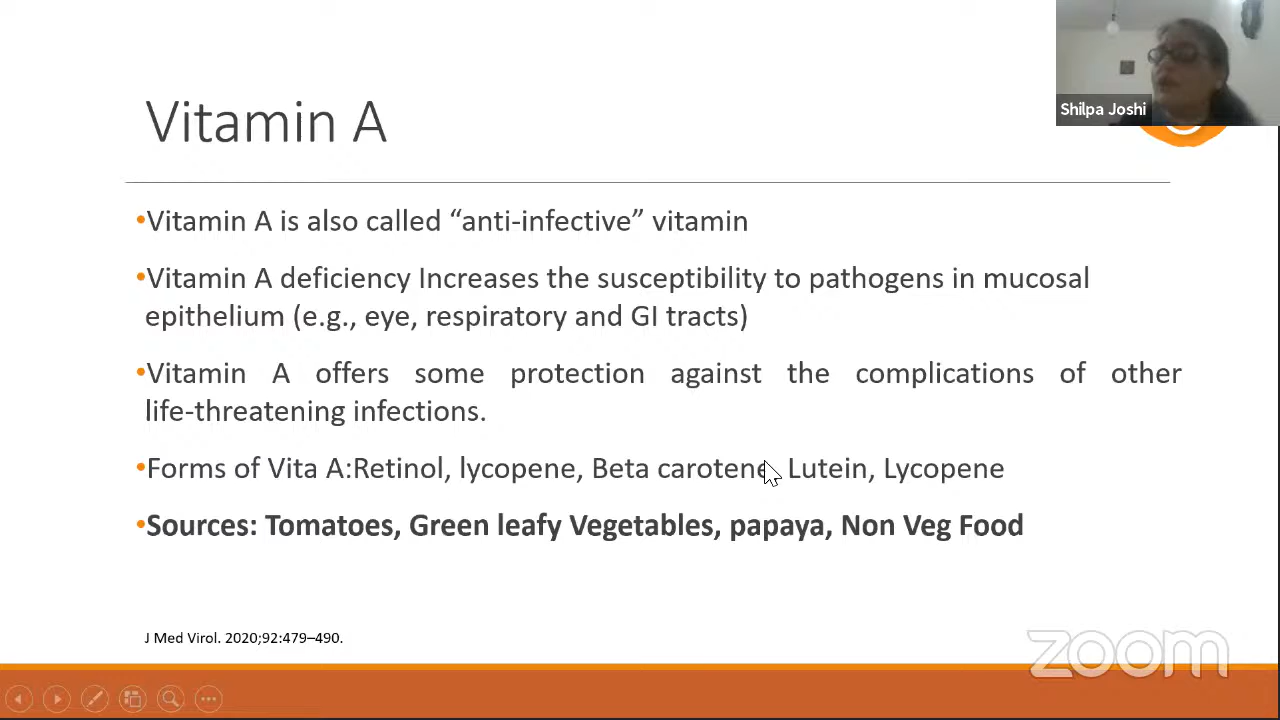 Shilpa Joshi
Vitamin A
•Vitamin A is also called “anti-infective” vitamin
•Vitamin A deficiency Increases the susceptibility to pathogens in mucosal
epithelium (e.g., eye, respiratory and GI tracts)
•Vitamin A offers some protection against the complications of other
life-threatening infections.
•Forms of Vita A:Retinol, lycopene, Beta carotene, Lutein, Lycopene
•Sources: Tomatoes, Green leafy Vegetables, papaya, Non Veg Food
J Med Virol. 2020;92:479–490.
zoom